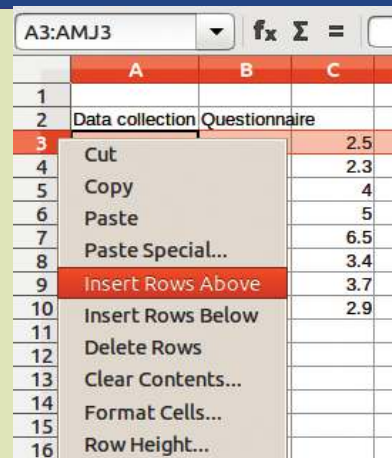 A3:AMJ3 fx Σ =
A B C
1
2 Data collection Questionnaire
3 2.5
4 Cut 2.3
5 Copy 4
6 Paste 5
7 Paste Special... 6.5
8 3.4
9 Insert Rows Above 3.7
10 Insert Rows Below 2.9
11
12 Delete Rows
13 Clear Contents...
14 Format Cells...
15
16 Row Height...